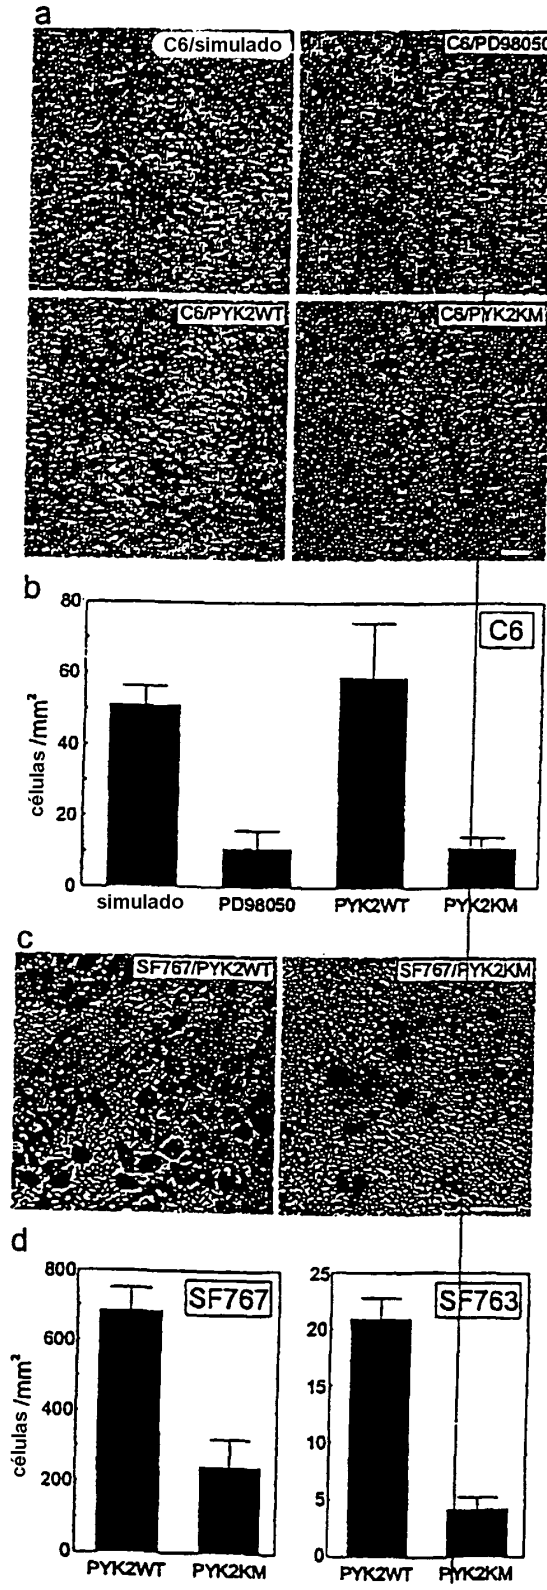 a
C6/simulado
C6/PD98050
C6/PYK2WT
C6/PYK2KM
b
80
60
40
20
0
células /mm²
C6
simulado
PD98050
PYK2WT
PYK2KM
c
SF767/PYK2WT
SF767/PYK2KM
d
800
600
400
200
0
células/mm²
SF767
PYK2WT
PYK2KM
25
20
15
10
5
0
SF763
PYK2WT
PYK2KM